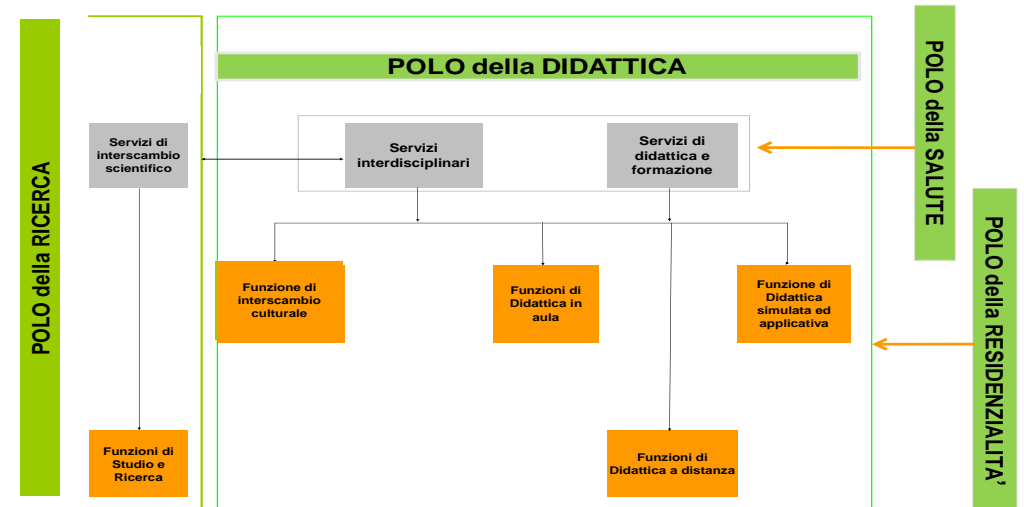 POLO della RICERCA
POLO della DIDATTICA
POLO della SALUTE
POLO della RESIDENZIALITA’
Servizi di
interscambio
scientifico
Servizi
interdisciplinari
Servizi di
didattica e
formazione
Funzione di
interscambio
culturale
Funzioni di
Didattica in
aula
Funzione di
Didattica
simulata ed
applicativa
Funzioni di
Studio e
Ricerca
Funzioni di
Didattica a distanza